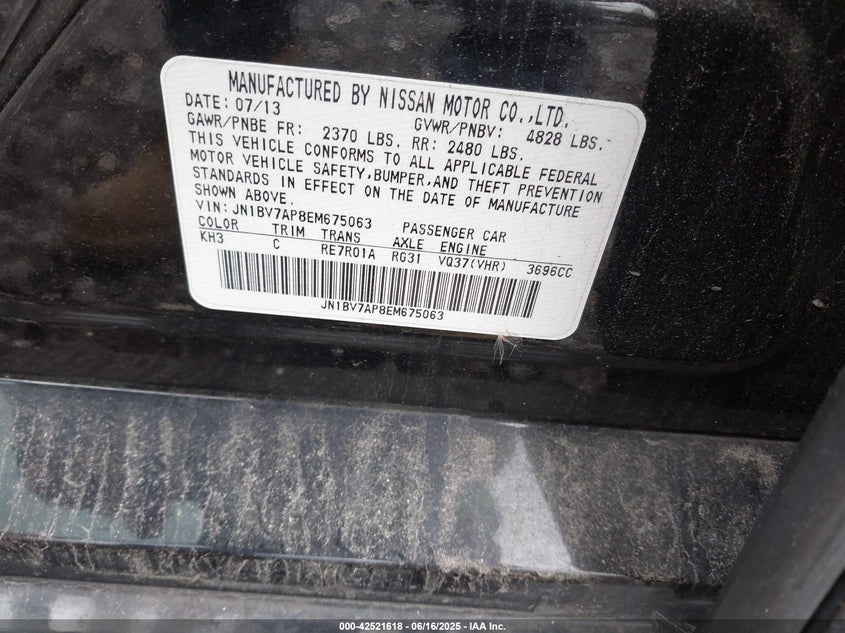 MANUFACTURED BY NISSAN MOTOR CO.,LTD.
DATE: 07/13 GVWR/PNBV: 4828 LBS.
GAWR/PNBE FR: 2370 LBS. RR: 2480 LBS.
THIS VEHICLE CONFORMS TO ALL APPLICABLE FEDERAL
MOTOR VEHICLE SAFETY,BUMPER,AND THEFT PREVENTION
STANDARDS IN EFFECT ON THE DATE OF MANUFACTURE
SHOWN ABOVE.
VIN: JN1BV7AP8EM675063 PASSENGER CAR
COLOR TRIM TRANS AXLE ENGINE
KH3 C RE7R01A RG31 VQ37(VHR) 3696CC
JN1BV7AP8EM675063
000-42521618 - 06/16/2025 - IAA Inc.